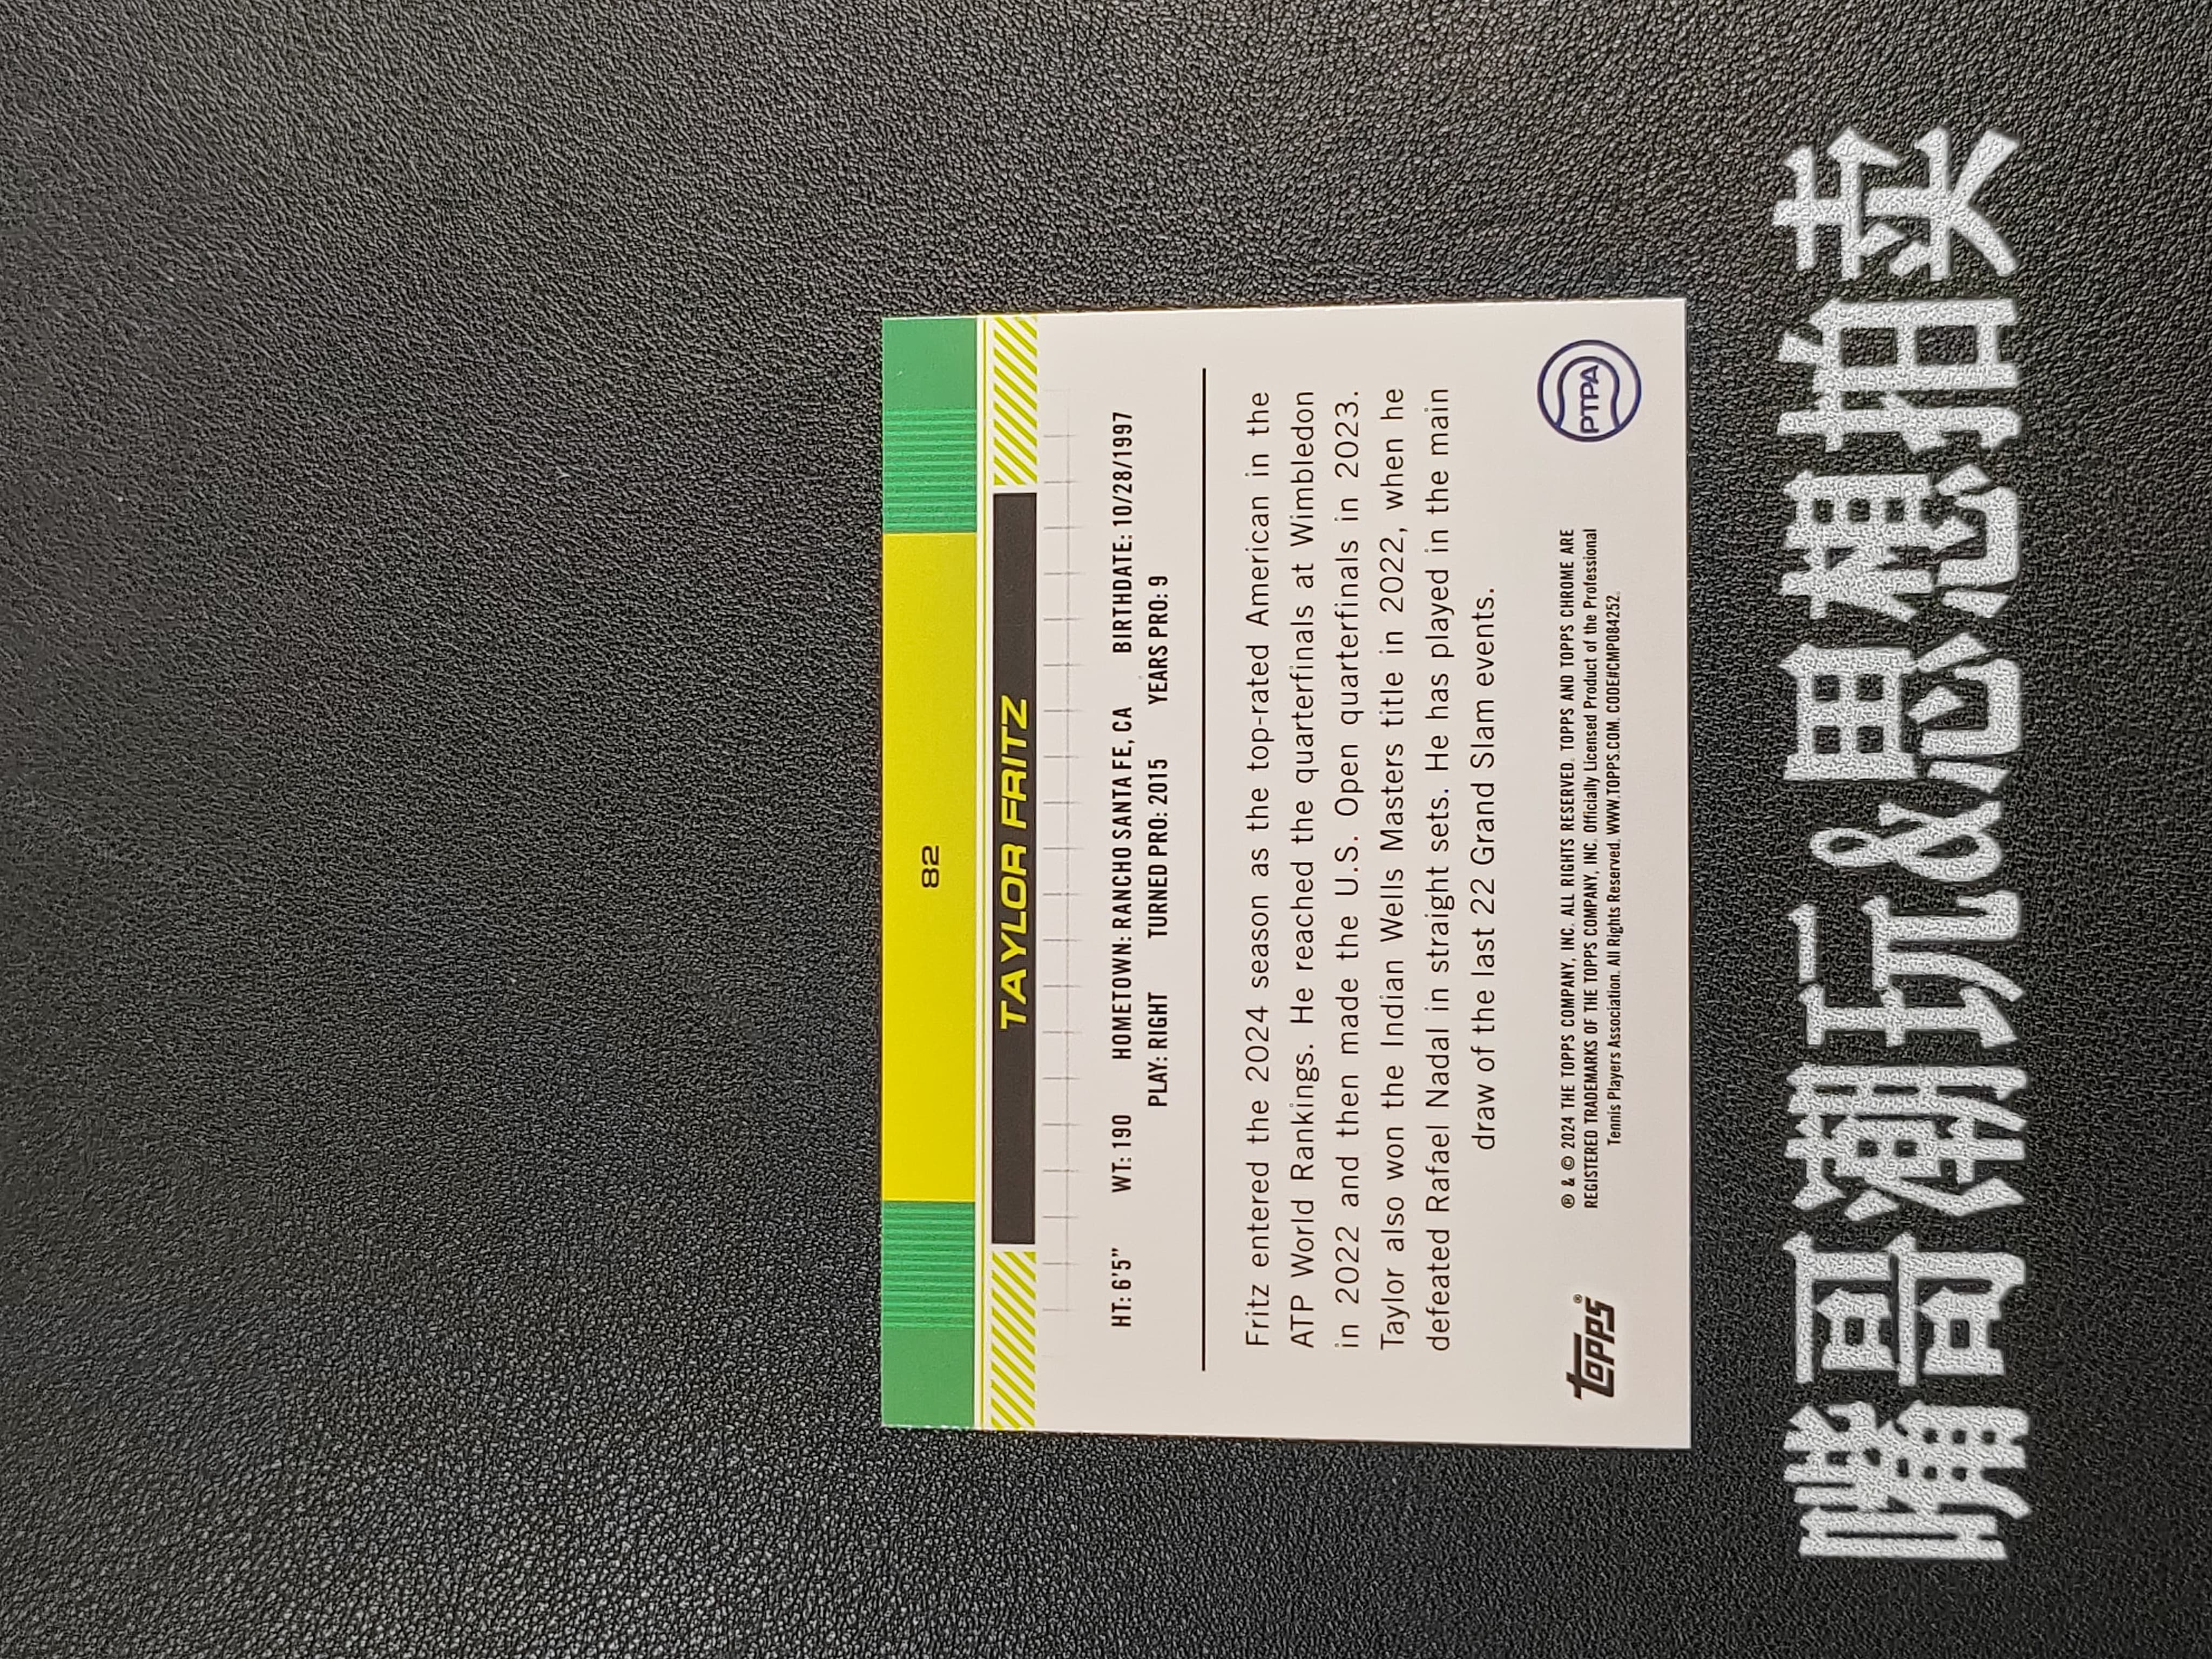 82
TAYLOR FRITZ
HT: 6'5" WT: 190 HOMETOWN: RANCHO SANTA FE, CA BIRTHDATE: 10/28/1997
PLAY: RIGHT TURNED PRO: 2015 YEARS PRO: 9
Fritz entered the 2024 season as the top-rated American in the
ATP World Rankings. He reached the quarterfinals at Wimbledon
in 2022 and then made the U.S. Open quarterfinals in 2023.
Taylor also won the Indian Wells Masters title in 2022, when he
defeated Rafael Nadal in straight sets. He has played in the main
draw of the last 22 Grand Slam events.
topps®
® & © 2024 THE TOPPS COMPANY, INC. ALL RIGHTS RESERVED. TOPPS AND TOPPS CHROME ARE
REGISTERED TRADEMARKS OF THE TOPPS COMPANY, INC. Officially Licensed Product of the Professional
Tennis Players Association. All Rights Reserved. WWW.TOPPS.COM. CODE#CMP084252.
PTPA
嘴哥潮玩&思想拍卖